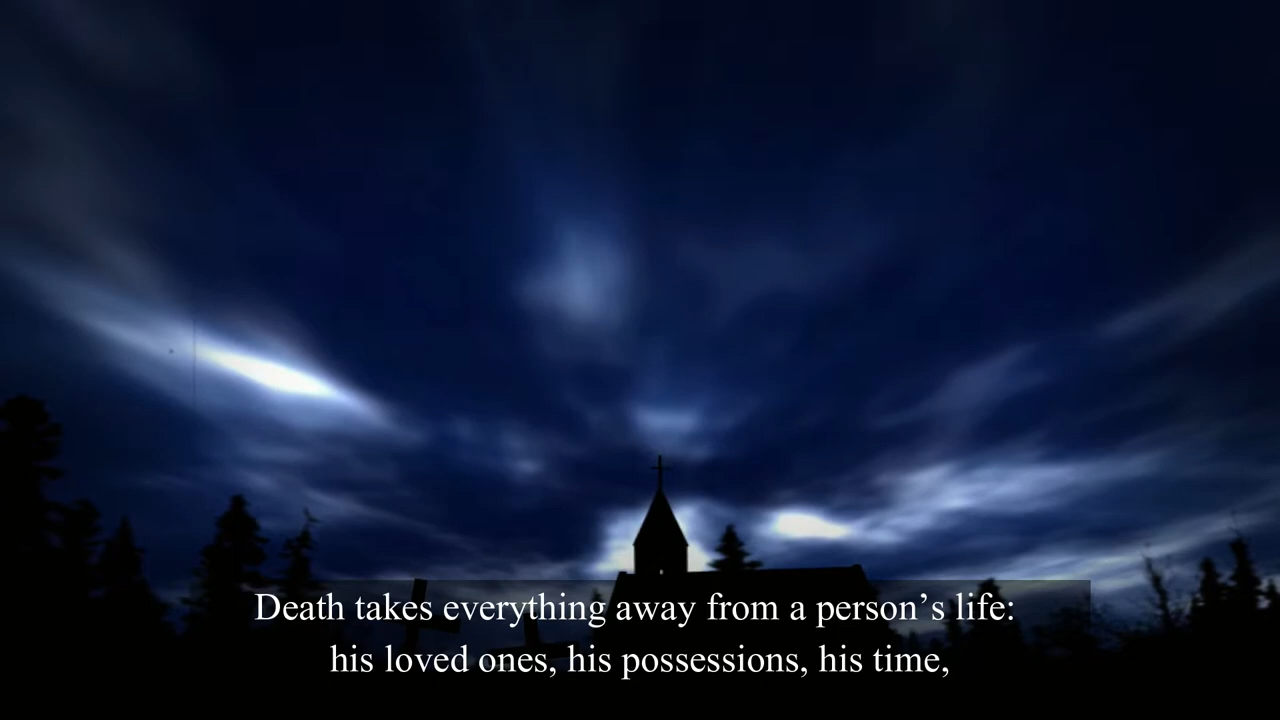 Death takes everything away from a person’s life:
his loved ones, his possessions, his time,